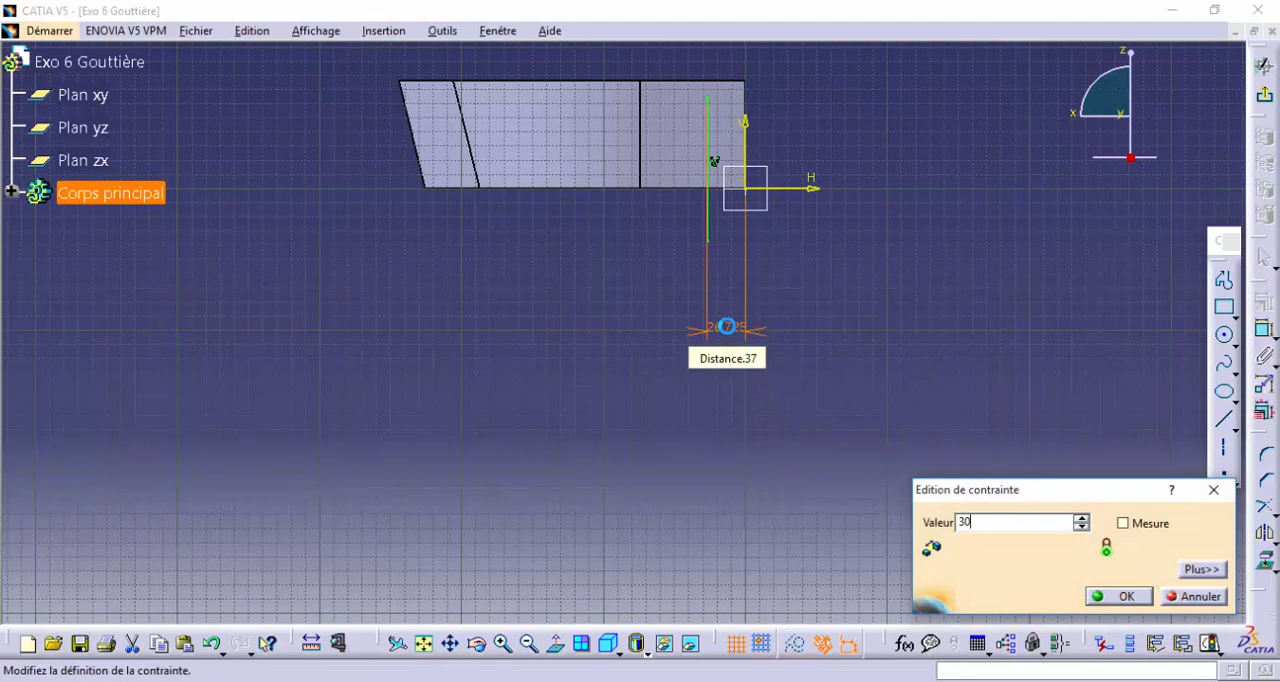 CATIA V5 - [Exo 6 Gouttière]
Démarrer ENOVIA V5 VPM Fichier Edition Affichage Insertion Outils Fenêtre Aide
Exo 6 Gouttière
Plan xy
Plan yz
Plan zx
Corps principal
z
x
y
V
H
Distance.37
Edition de contrainte
?
Valeur 30
Mesure
Plus>>
OK
Annuler
f(x)
CATIA
Modifiez la définition de la contrainte.